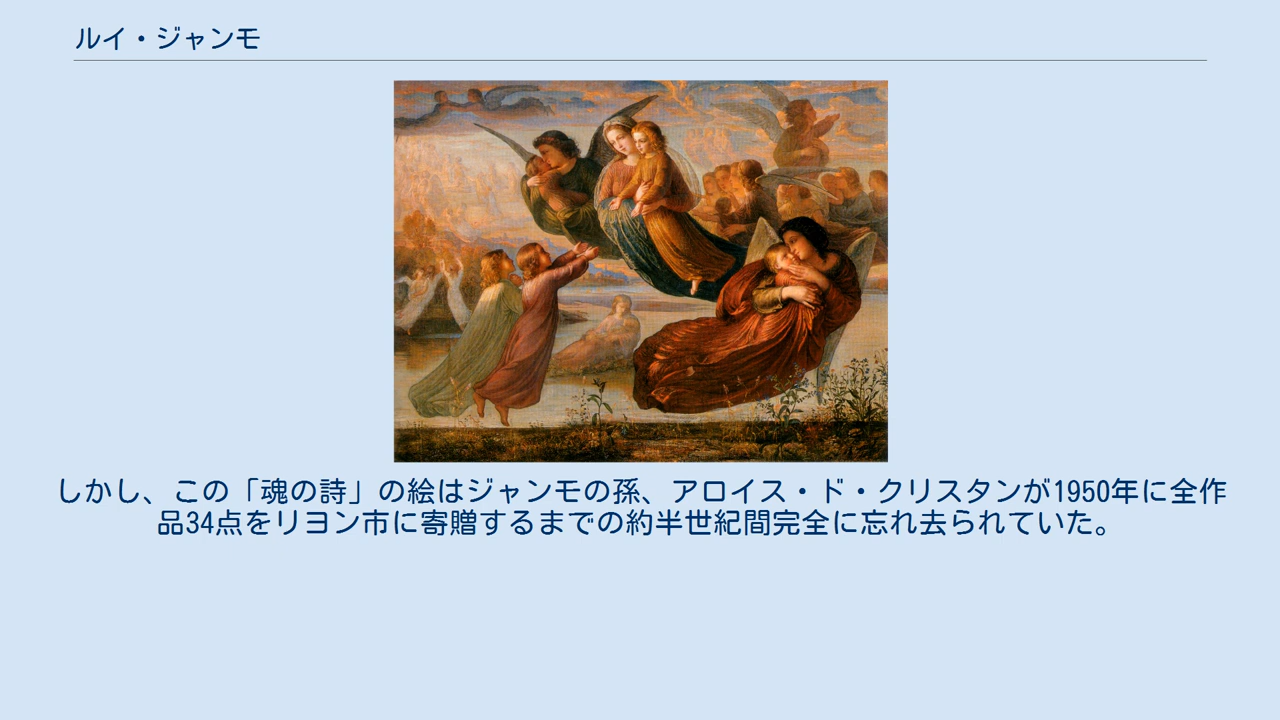 ルイ・ジャンモ
しかし、この「魂の詩」の絵はジャンモの孫、アロイス・ド・クリスタンが1950年に全作
品34点をリヨン市に寄贈するまでの約半世紀間完全に忘れ去られていた。